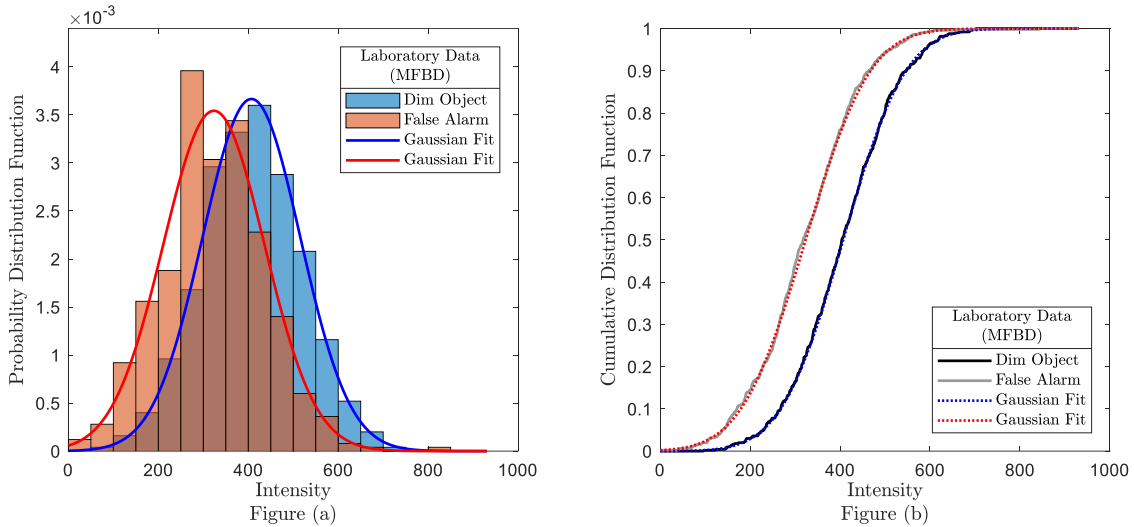 ×10⁻³
4
3.5
3
2.5
2
1.5
1
0.5
0
0
200
400
600
800
1000
Probability Distribution Function
Intensity
Figure (a)
Laboratory Data
(MFBD)
Dim Object
False Alarm
Gaussian Fit
Gaussian Fit
1
0.9
0.8
0.7
0.6
0.5
0.4
0.3
0.2
0.1
0
0
200
400
600
800
1000
Cumulative Distribution Function
Intensity
Figure (b)
Laboratory Data
(MFBD)
Dim Object
False Alarm
Gaussian Fit
Gaussian Fit